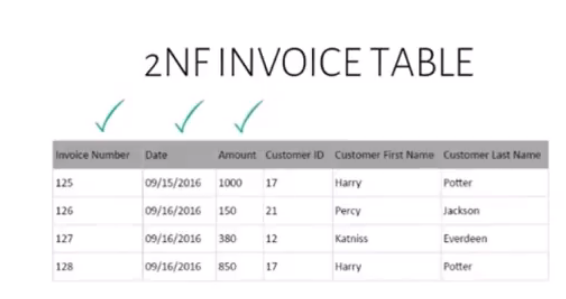 2NF INVOICE TABLE
Invoice Number Date Amount Customer ID Customer First Name Customer Last Name
125 09/15/2016 1000 17 Harry Potter
126 09/16/2016 150 21 Percy Jackson
127 09/16/2016 380 12 Katniss Everdeen
128 09/16/2016 850 17 Harry Potter